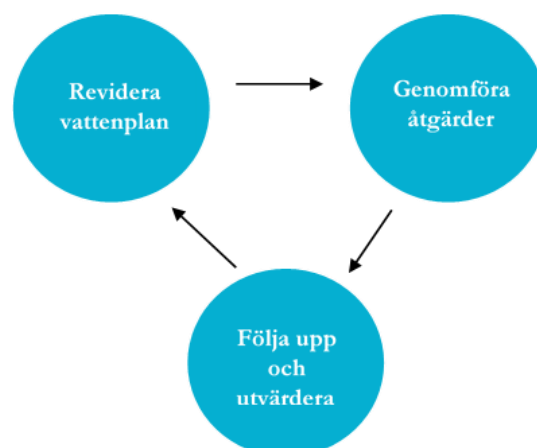 Revidera
vattenplan
Genomföra
åtgärder
Följa upp
och
utvärdera